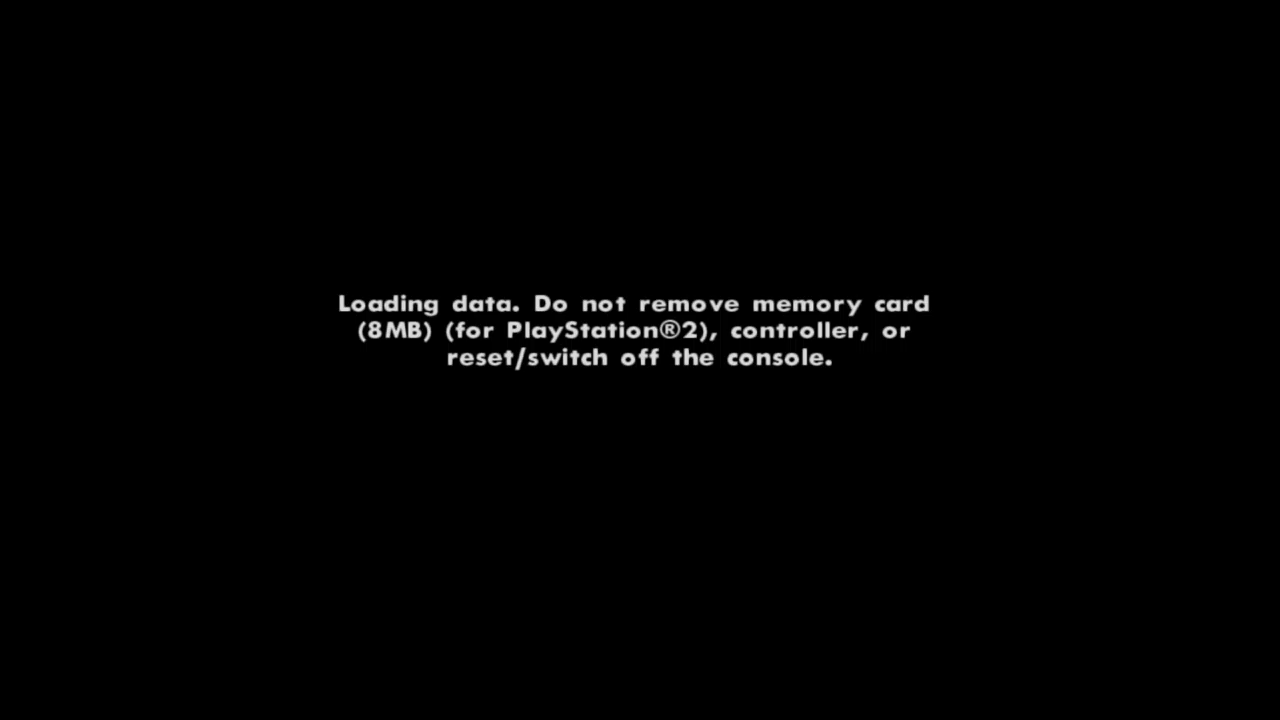 Loading data. Do not remove memory card
(8MB) (for PlayStation®2), controller, or
reset/switch off the console.